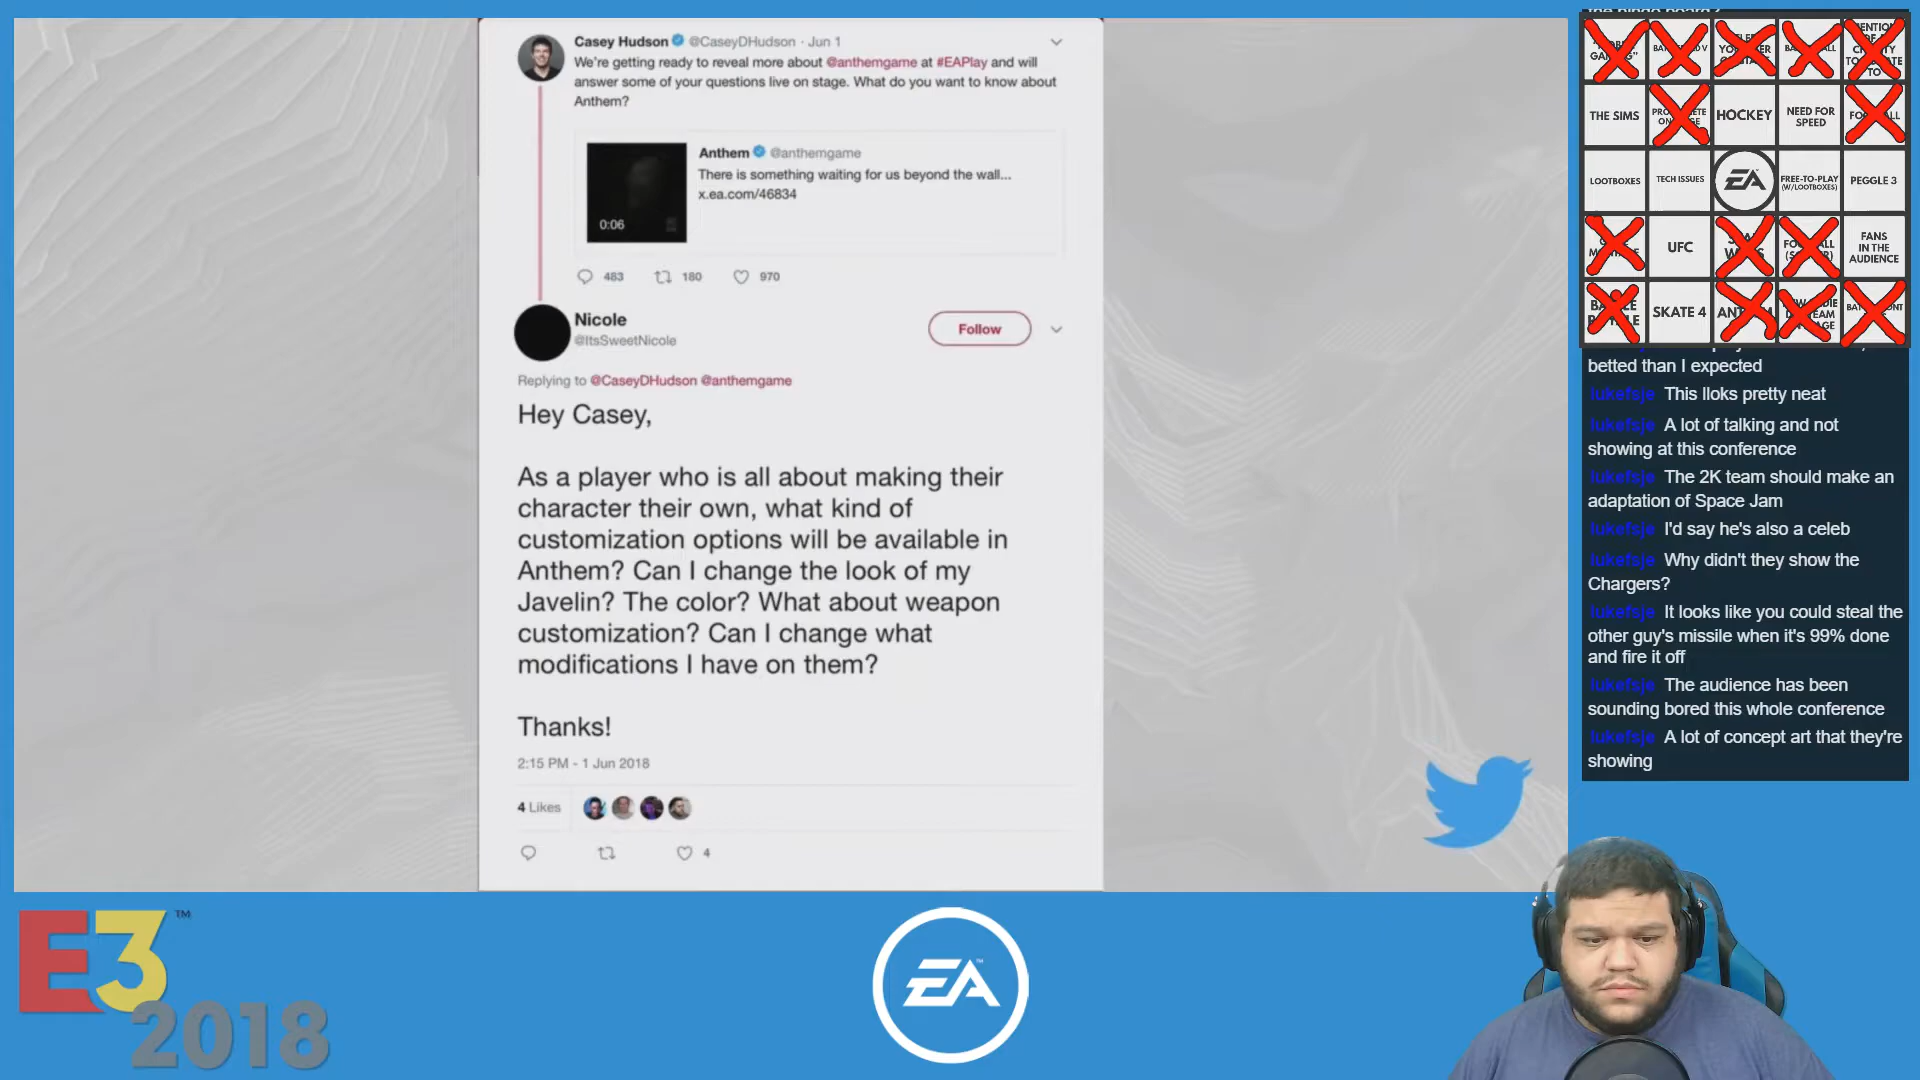 Casey Hudson @CaseyDHudson · Jun 1
We're getting ready to reveal more about @anthemgame at #EAPlay and will
answer some of your questions live on stage. What do you want to know about
Anthem?
Anthem @anthemgame
There is something waiting for us beyond the wall...
x.ea.com/46834
0:06
483 180 970
Nicole
@ItsSweetNicole
Follow
Replying to @CaseyDHudson @anthemgame
Hey Casey,
As a player who is all about making their
character their own, what kind of
customization options will be available in
Anthem? Can I change the look of my
Javelin? The color? What about weapon
customization? Can I change what
modifications I have on them?
Thanks!
2:15 PM - 1 Jun 2018
4 Likes
4
E3™
2018
EA
THE SIMS
HOCKEY
NEED FOR
SPEED
LOOTBOXES
TECH ISSUES
EA
FREE-TO-PLAY
(W/LOOTBOXES)
PEGGLE 3
UFC
FANS
IN THE
AUDIENCE
SKATE 4
betted than I expected
lukefsje This lloks pretty neat
lukefsje A lot of talking and not
showing at this conference
lukefsje The 2K team should make an
adaptation of Space Jam
lukefsje I'd say he's also a celeb
lukefsje Why didn't they show the
Chargers?
lukefsje It looks like you could steal the
other guy's missile when it's 99% done
and fire it off
lukefsje The audience has been
sounding bored this whole conference
lukefsje A lot of concept art that they're
showing